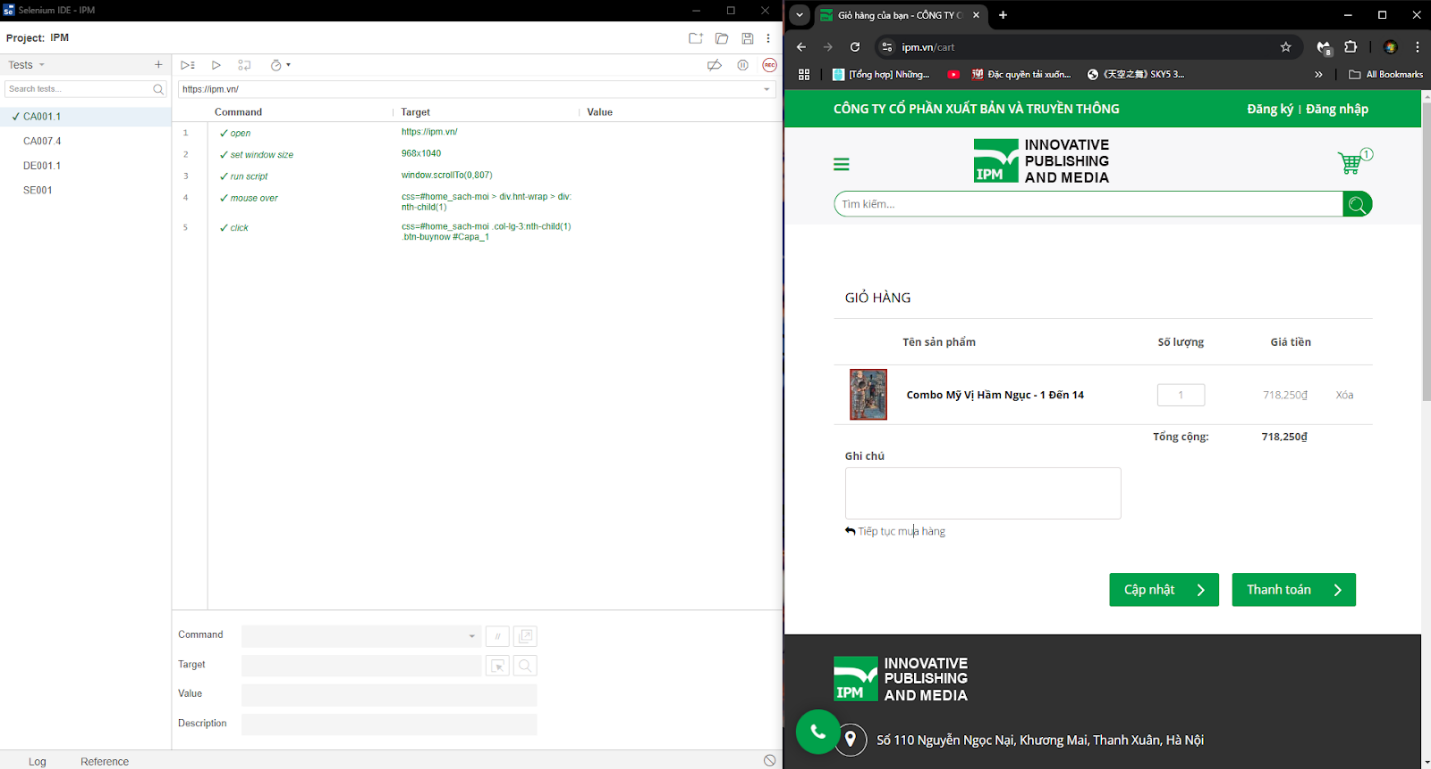 Selenium IDE - IPM
Project: IPM
Tests
Search tests...
✓ CA001.1
CA007.4
DE001.1
SE001
REC
https://ipm.vn/
Command Target Value
1 ✓ open https://ipm.vn/
2 ✓ set window size 968x1040
3 ✓ run script window.scrollTo(0,807)
4 ✓ mouse over css=#home_sach-moi > div.hnt-wrap > div:
nth-child(1)
5 ✓ click css=#home_sach-moi .col-lg-3:nth-child(1)
.btn-buynow #Capa_1
Command
//
Target
Value
Description
Log Reference
Giỏ hàng của bạn - CÔNG TY C
ipm.vn/cart
[Tổng hợp] Những... Đặc quyền tải xuốn... 《天空之舞》SKY5 3... » All Bookmarks
CÔNG TY CỔ PHẦN XUẤT BẢN VÀ TRUYỀN THÔNG Đăng ký | Đăng nhập
IPM
INNOVATIVE
PUBLISHING
AND MEDIA
1
Tìm kiếm...
GIỎ HÀNG
Tên sản phẩm Số lượng Giá tiền
Combo Mỹ Vị Hầm Ngục - 1 Đến 14 1 718,250₫ Xóa
Tổng cộng: 718,250₫
Ghi chú
Tiếp tục mua hàng
Cập nhật Thanh toán
IPM
INNOVATIVE
PUBLISHING
AND MEDIA
Số 110 Nguyễn Ngọc Nại, Khương Mai, Thanh Xuân, Hà Nội